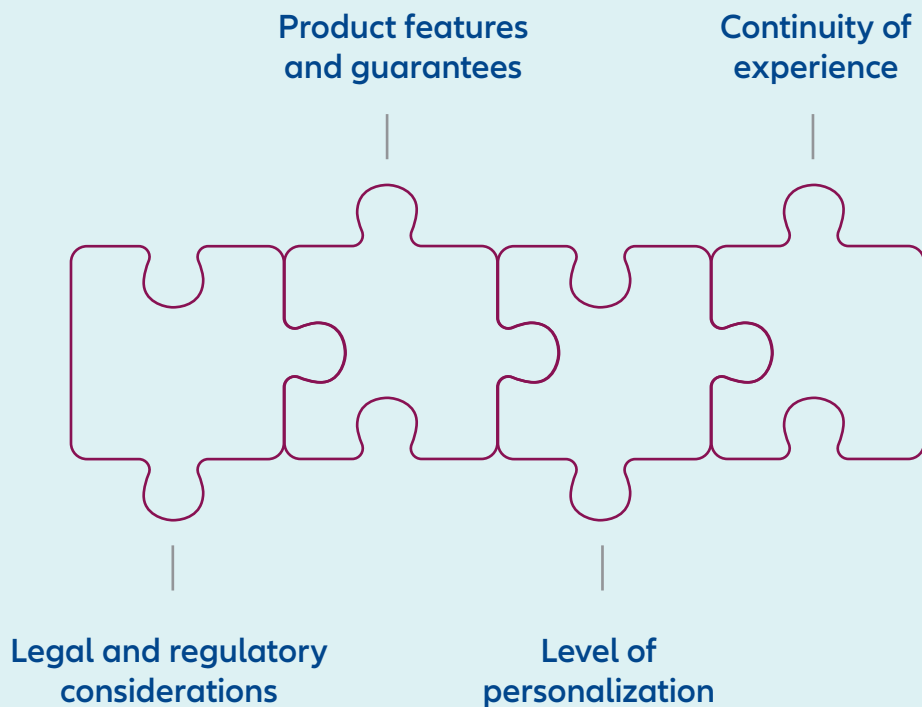 Product features
and guarantees
Continuity of
experience
Legal and regulatory
considerations
Level of
personalization